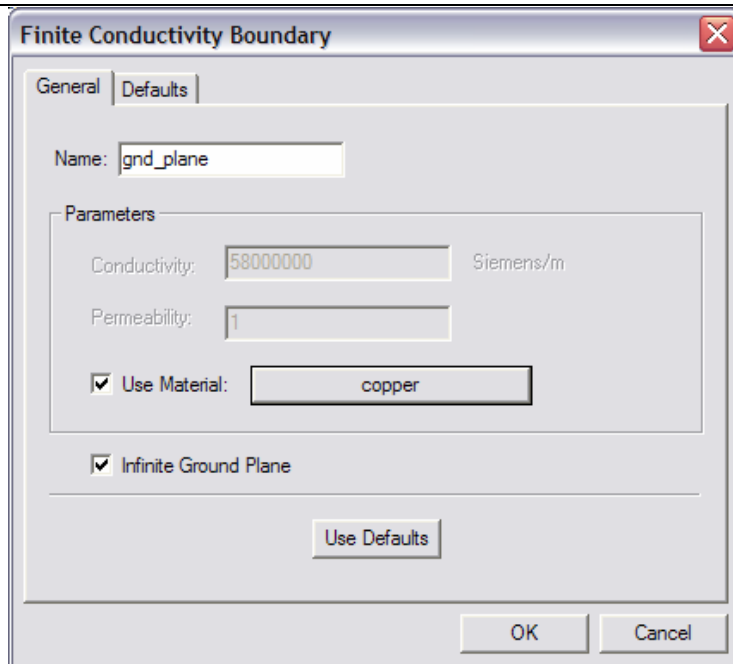 Finite Conductivity Boundary
General Defaults
Name: gnd_plane
Parameters
Conductivity: 58000000 Siemens/m
Permeability: 1
Use Material: copper
Infinite Ground Plane
Use Defaults
OK Cancel